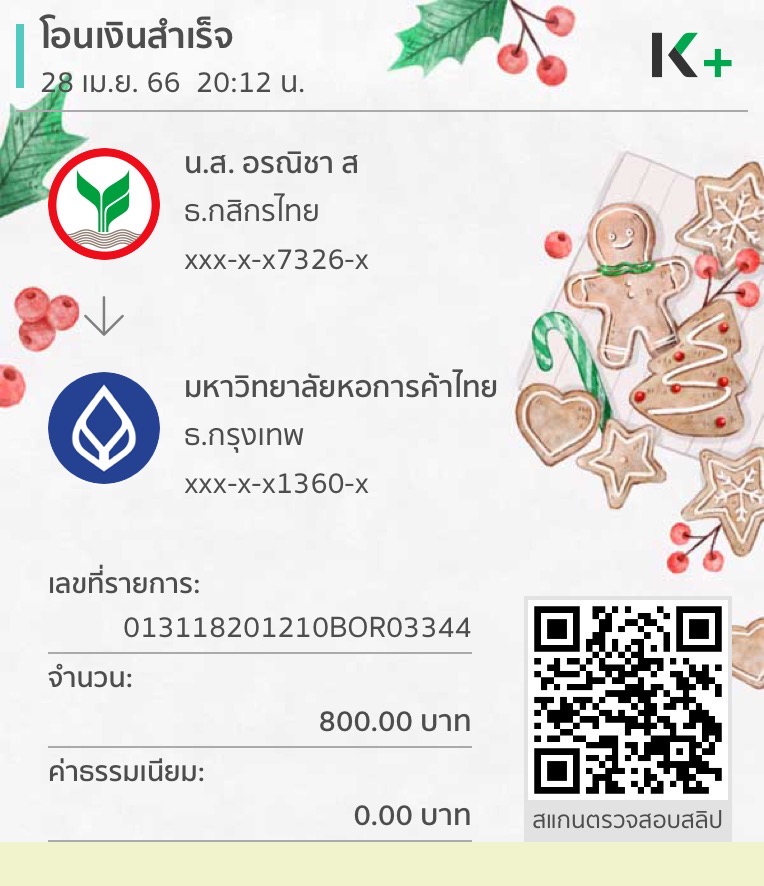 โอนเงินสำเร็จ
28 เม.ย. 66 20:12 น.
K+
น.ส. อรณิชา ส
ธ.กสิกรไทย
xxx-x-x7326-x
มหาวิทยาลัยหอการค้าไทย
ธ.กรุงเทพ
xxx-x-x1360-x
เลขที่รายการ:
013118201210BOR03344
จำนวน:
800.00 บาท
ค่าธรรมเนียม:
0.00 บาท
สแกนตรวจสอบสลิป